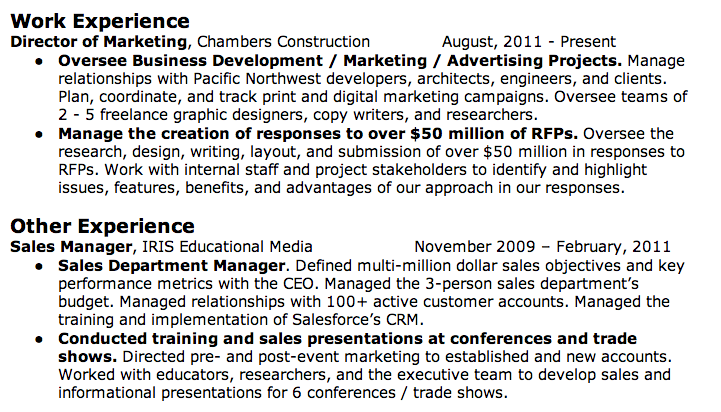 Work Experience
Director of Marketing, Chambers Construction August, 2011 - Present
● Oversee Business Development / Marketing / Advertising Projects. Manage
relationships with Pacific Northwest developers, architects, engineers, and clients.
Plan, coordinate, and track print and digital marketing campaigns. Oversee teams of
2 - 5 freelance graphic designers, copy writers, and researchers.
● Manage the creation of responses to over $50 million of RFPs. Oversee the
research, design, writing, layout, and submission of over $50 million in responses to
RFPs. Work with internal staff and project stakeholders to identify and highlight
issues, features, benefits, and advantages of our approach in our responses.
Other Experience
Sales Manager, IRIS Educational Media November 2009 – February, 2011
● Sales Department Manager. Defined multi-million dollar sales objectives and key
performance metrics with the CEO. Managed the 3-person sales department’s
budget. Managed relationships with 100+ active customer accounts. Managed the
training and implementation of Salesforce’s CRM.
● Conducted training and sales presentations at conferences and trade
shows. Directed pre- and post-event marketing to established and new accounts.
Worked with educators, researchers, and the executive team to develop sales and
informational presentations for 6 conferences / trade shows.